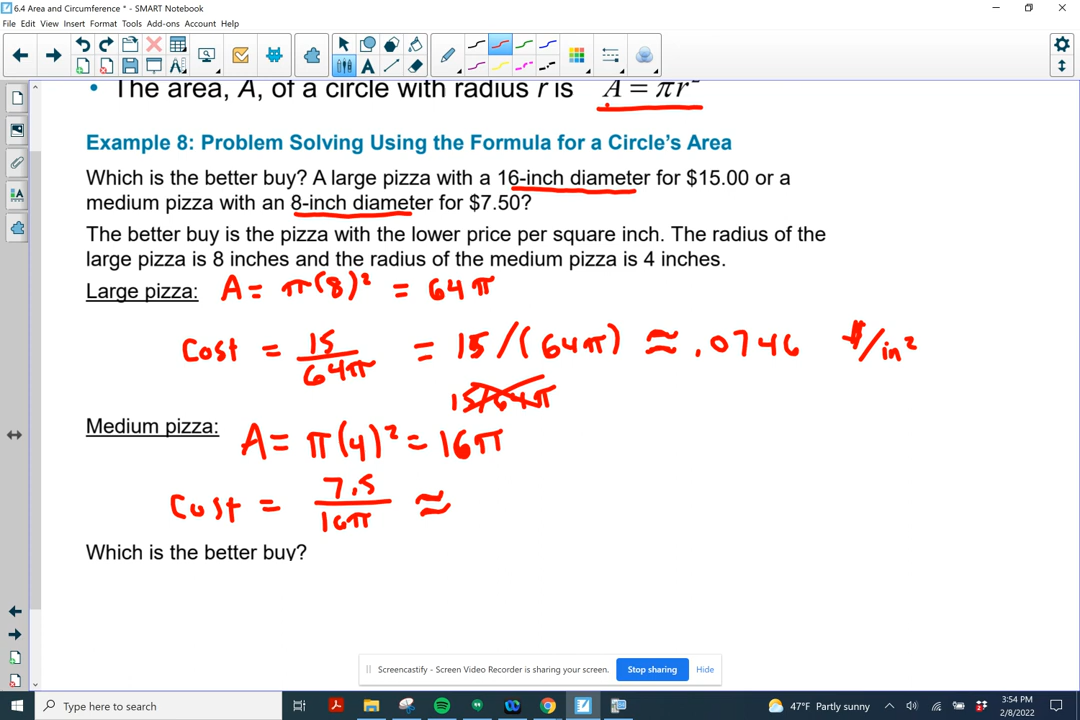 6.4 Area and Circumference * - SMART Notebook
File Edit View Insert Format Tools Add-ons Account Help
• The area, A, of a circle with radius r is A = πr²
Example 8: Problem Solving Using the Formula for a Circle's Area
Which is the better buy? A large pizza with a 16-inch diameter for $15.00 or a
medium pizza with an 8-inch diameter for $7.50?
The better buy is the pizza with the lower price per square inch. The radius of the
large pizza is 8 inches and the radius of the medium pizza is 4 inches.
Large pizza: A = π(8)² = 64π
Cost = 15/64π = 15/(64π) ≈ .0746 $/in²
15/64π
Medium pizza: A = π(4)² = 16π
Cost = 7.5/16π ≈
Which is the better buy?
Screencastify - Screen Video Recorder is sharing your screen. Stop sharing Hide
Type here to search
47°F Partly sunny
3:54 PM
2/8/2022